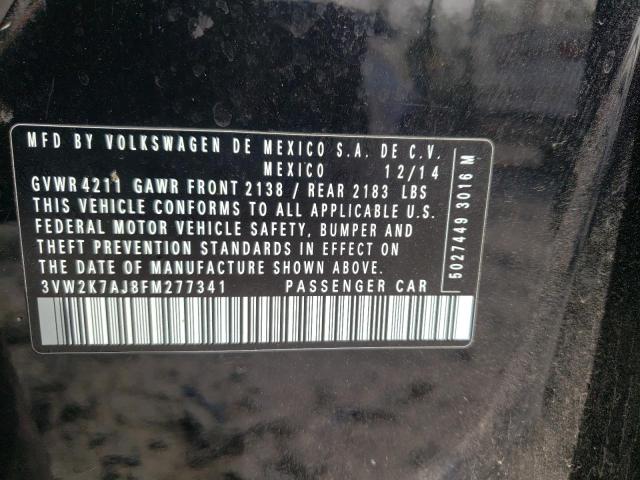 MFD BY VOLKSWAGEN DE MEXICO S.A. DE C.V.
MEXICO 12/14
GVWR 4211 GAWR FRONT 2138 / REAR 2183 LBS
THIS VEHICLE CONFORMS TO ALL APPLICABLE U.S.
FEDERAL MOTOR VEHICLE SAFETY, BUMPER AND
THEFT PREVENTION STANDARDS IN EFFECT ON
THE DATE OF MANUFACTURE SHOWN ABOVE.
3VW2K7AJ8FM277341 PASSENGER CAR
5027449 3016 M